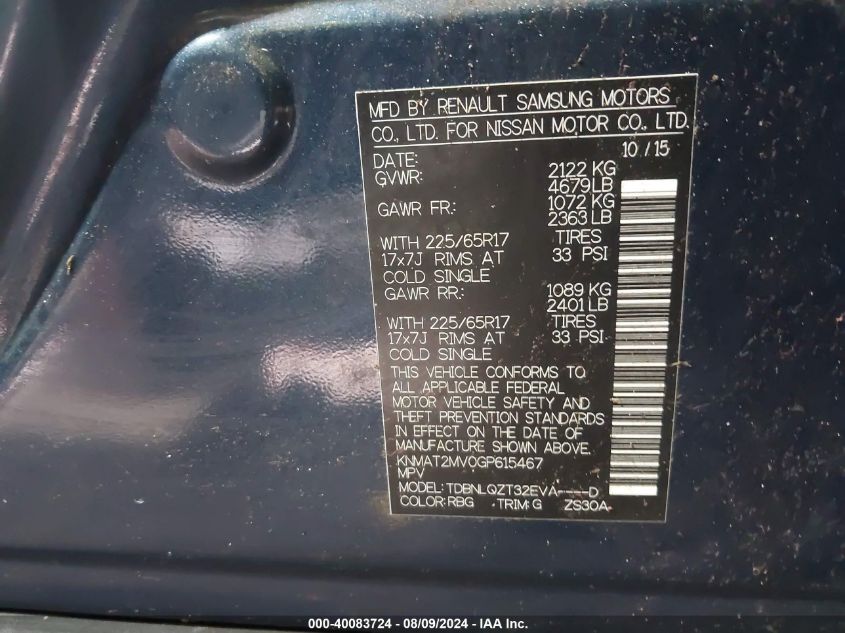 MFD BY RENAULT SAMSUNG MOTORS
CO., LTD. FOR NISSAN MOTOR CO., LTD.
DATE: 10 / 15
GVWR: 2122 KG
4679 LB
GAWR FR.: 1072 KG
2363 LB
WITH 225/65R17 TIRES
17x7J RIMS AT 33 PSI
COLD SINGLE
GAWR RR.: 1089 KG
2401 LB
WITH 225/65R17 TIRES
17x7J RIMS AT 33 PSI
COLD SINGLE
THIS VEHICLE CONFORMS TO
ALL APPLICABLE FEDERAL
MOTOR VEHICLE SAFETY AND
THEFT PREVENTION STANDARDS
IN EFFECT ON THE DATE OF
MANUFACTURE SHOWN ABOVE.
KNMAT2MV0GP615467
MPV
MODEL: TDBNLQZT32EVA----D
COLOR: RBG TRIM: G ZS30A
000-40083724 - 08/09/2024 - IAA Inc.